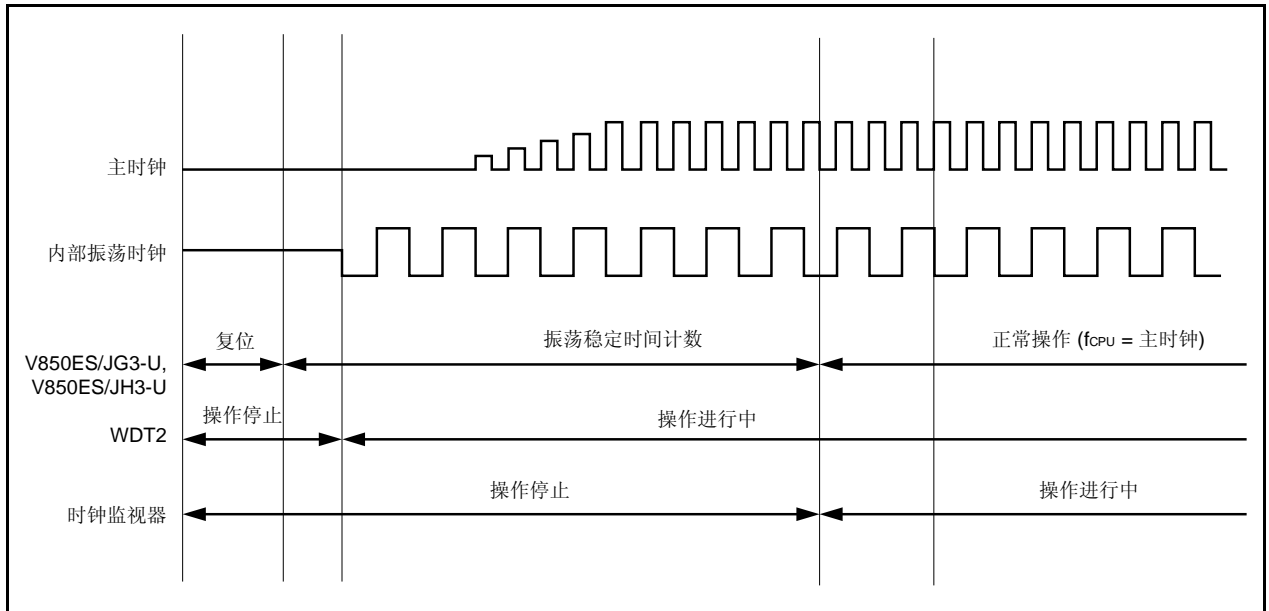 主时钟
内部振荡时钟
复位
振荡稳定时间计数
正常操作 (fCPU = 主时钟)
V850ES/JG3-U,
V850ES/JH3-U
操作停止
操作进行中
WDT2
操作停止
操作进行中
时钟监视器